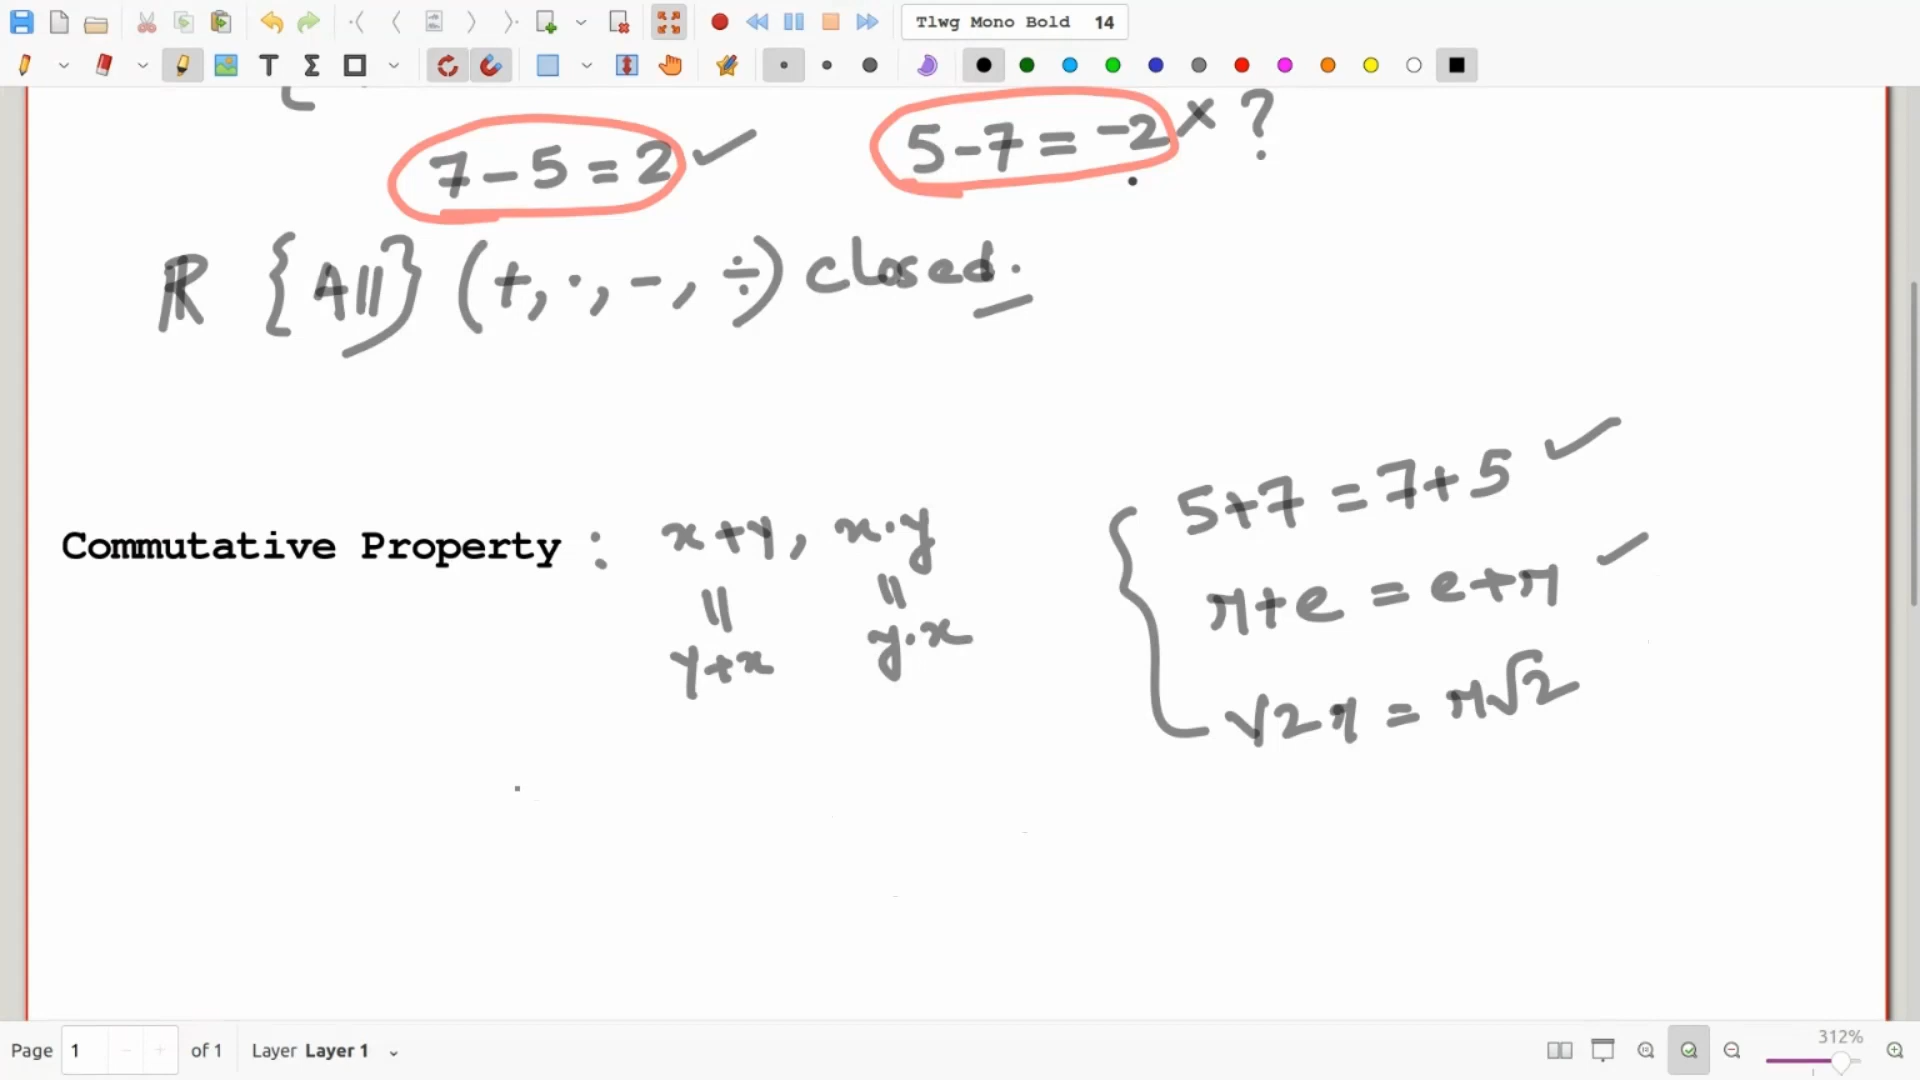 Tlwg Mono Bold 14
7 - 5 = 2 ✓ 5 - 7 = -2 × ?
ℝ {All} (+, ·, -, ÷) closed.
Commutative Property : x+y, x·y
||  ||
y+x  y·x
5+7 = 7+5 ✓
π+e = e+π ✓
√2π = π√2
Page 1 of 1 Layer Layer 1 312%